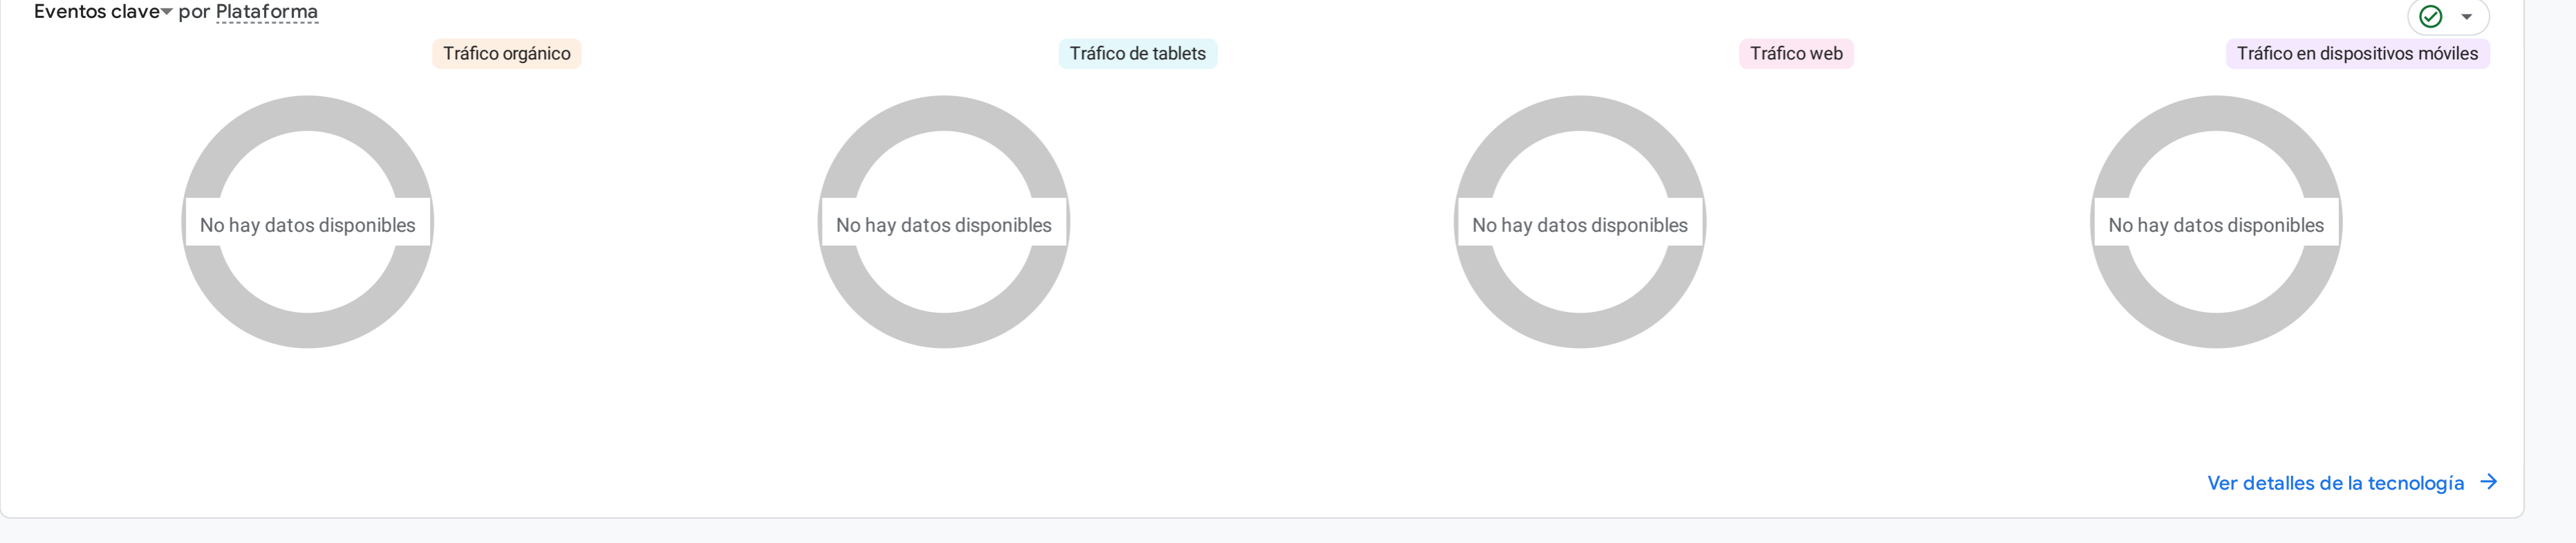 Eventos clave por Plataforma
Tráfico orgánico
Tráfico de tablets
Tráfico web
Tráfico en dispositivos móviles
No hay datos disponibles
No hay datos disponibles
No hay datos disponibles
No hay datos disponibles
Ver detalles de la tecnología